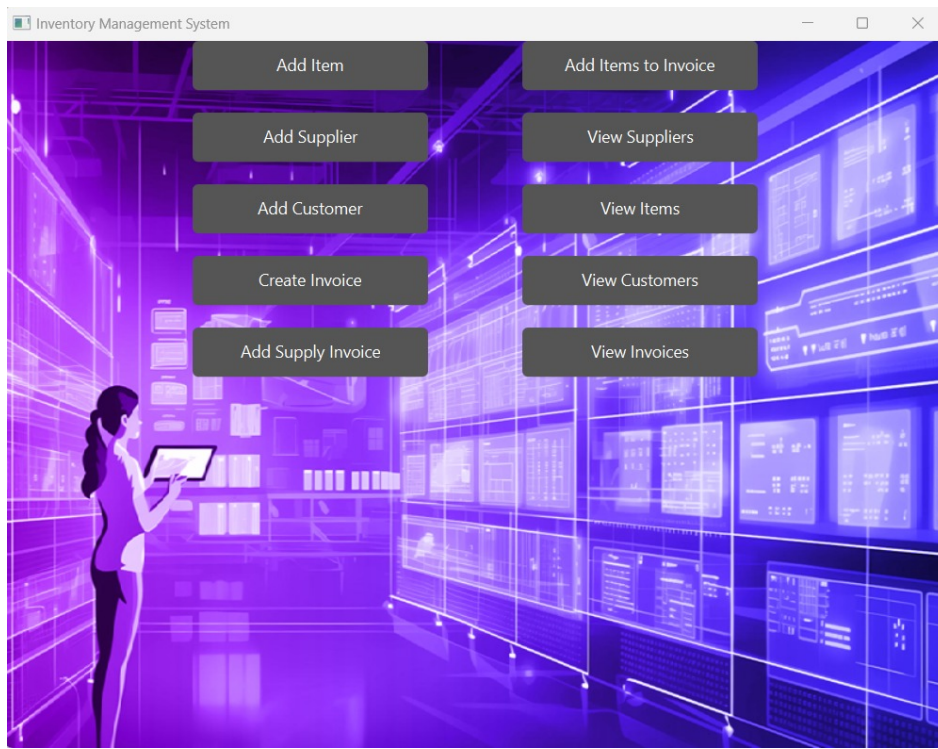 Inventory Management System
Add Item
Add Items to Invoice
Add Supplier
View Suppliers
Add Customer
View Items
Create Invoice
View Customers
Add Supply Invoice
View Invoices